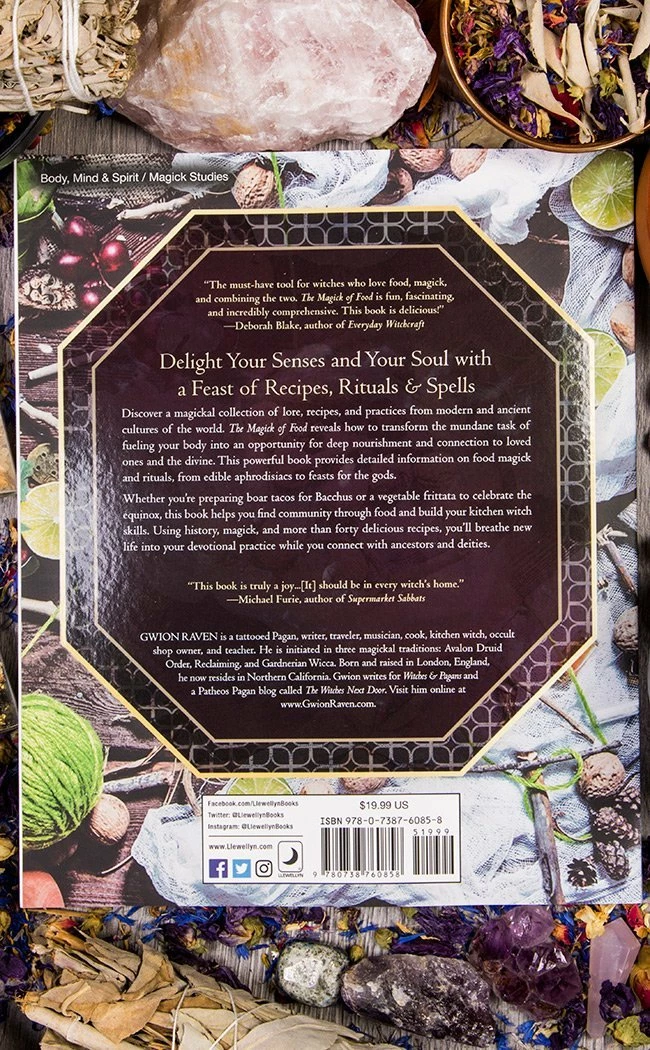 Body, Mind & Spirit / Magick Studies
“The must-have tool for witches who love food, magick,
and combining the two. The Magick of Food is fun, fascinating,
and incredibly comprehensive. This book is delicious!”
—Deborah Blake, author of Everyday Witchcraft
Delight Your Senses and Your Soul with
a Feast of Recipes, Rituals & Spells
Discover a magickal collection of lore, recipes, and practices from modern and ancient
cultures of the world. The Magick of Food reveals how to transform the mundane task of
fueling your body into an opportunity for deep nourishment and connection to loved
ones and the divine. This powerful book provides detailed information on food magick
and rituals, from edible aphrodisiacs to feasts for the gods.
Whether you’re preparing boar tacos for Bacchus or a vegetable frittata to celebrate the
equinox, this book helps you find community through food and build your kitchen witch
skills. Using history, magick, and more than forty delicious recipes, you’ll breathe new
life into your devotional practice while you connect with ancestors and deities.
“This book is truly a joy...[It] should be in every witch’s home.”
—Michael Furie, author of Supermarket Sabbats
GWION RAVEN is a tattooed Pagan, writer, traveler, musician, cook, kitchen witch, occult
shop owner, and teacher. He is initiated in three magickal traditions: Avalon Druid
Order, Reclaiming, and Gardnerian Wicca. Born and raised in London, England,
he now resides in Northern California. Gwion writes for Witches & Pagans and
a Patheos Pagan blog called The Witches Next Door. Visit him online at
www.GwionRaven.com.
Facebook.com/LlewellynBooks
Twitter: @LlewellynBooks
Instagram: @LlewellynBooks
www.Llewellyn.com
LLEWELLYN
$19.99 US
ISBN 978-0-7387-6085-8
51999
9 780738 760858